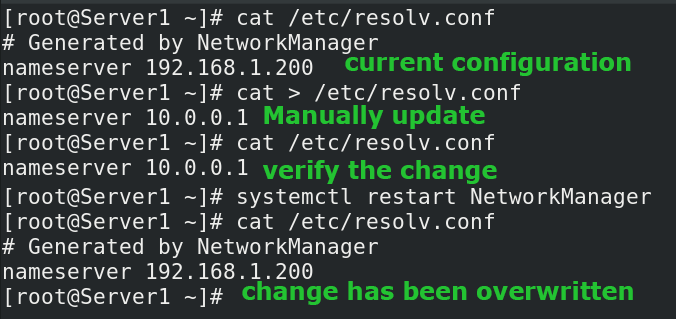 [root@Server1 ~]# cat /etc/resolv.conf
# Generated by NetworkManager
nameserver 192.168.1.200 current configuration
[root@Server1 ~]# cat > /etc/resolv.conf
nameserver 10.0.0.1 Manually update
[root@Server1 ~]# cat /etc/resolv.conf
nameserver 10.0.0.1 verify the change
[root@Server1 ~]# systemctl restart NetworkManager
[root@Server1 ~]# cat /etc/resolv.conf
# Generated by NetworkManager
nameserver 192.168.1.200
[root@Server1 ~]# change has been overwritten